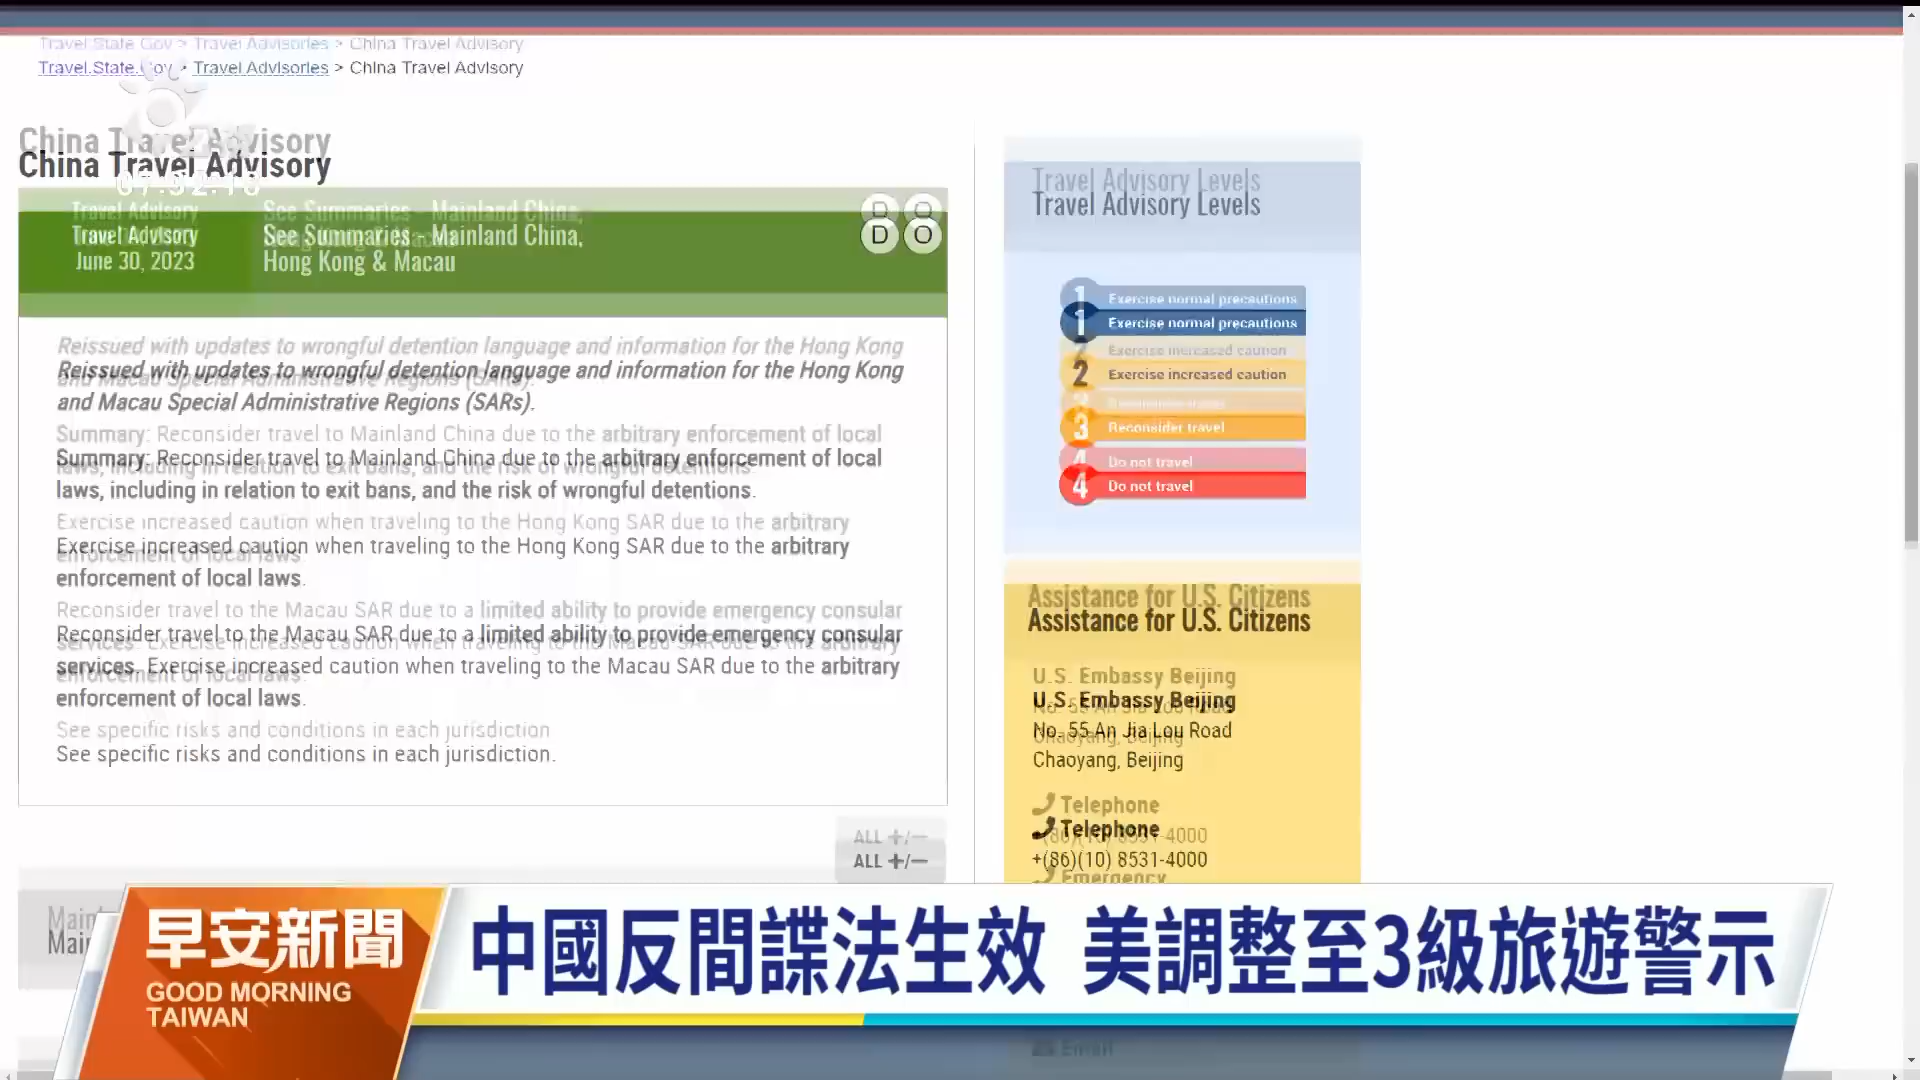 Travel.State.Gov > Travel Advisories > China Travel Advisory
China Travel Advisory
Travel Advisory
June 30, 2023
See Summaries - Mainland China,
Hong Kong & Macau
D O
Reissued with updates to wrongful detention language and information for the Hong Kong
and Macau Special Administrative Regions (SARs).
Summary: Reconsider travel to Mainland China due to the arbitrary enforcement of local
laws, including in relation to exit bans, and the risk of wrongful detentions.
Exercise increased caution when traveling to the Hong Kong SAR due to the arbitrary
enforcement of local laws.
Reconsider travel to the Macau SAR due to a limited ability to provide emergency consular
services. Exercise increased caution when traveling to the Macau SAR due to the arbitrary
enforcement of local laws.
See specific risks and conditions in each jurisdiction.
ALL +/-
Travel Advisory Levels
1 Exercise normal precautions
2 Exercise increased caution
3 Reconsider travel
4 Do not travel
Assistance for U.S. Citizens
U.S. Embassy Beijing
No. 55 An Jia Lou Road
Chaoyang, Beijing
Telephone
+(86)(10) 8531-4000
Emergency
Email
早安新聞
GOOD MORNING
TAIWAN
中國反間諜法生效 美調整至3級旅遊警示